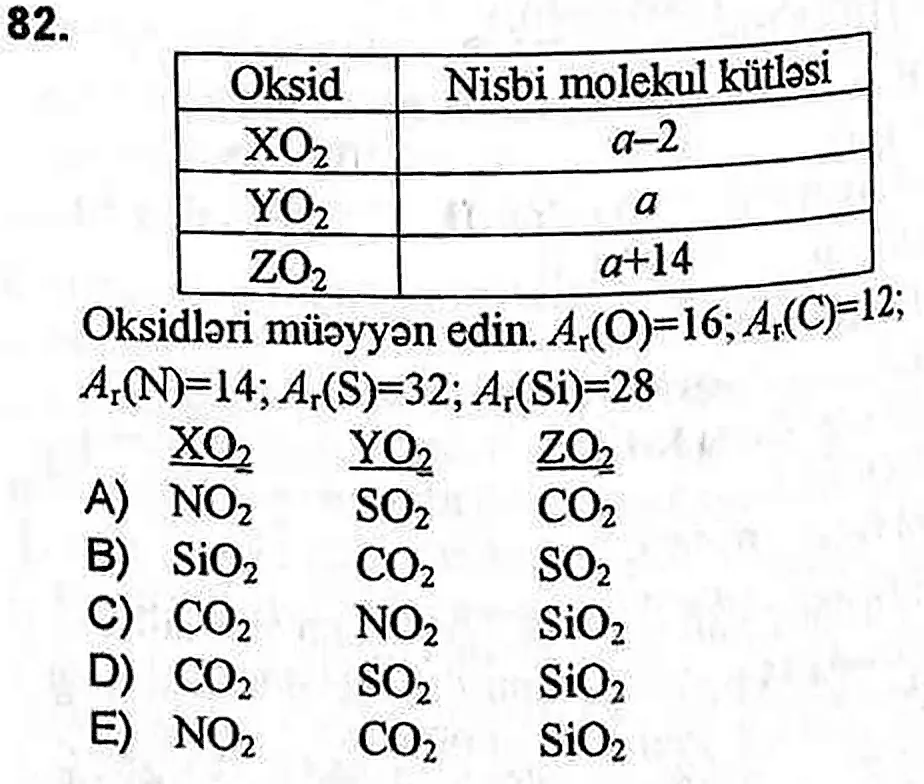 82.
Oksid Nisbi molekul kütləsi
XO₂ a–2
YO₂ a
ZO₂ a+14
Oksidləri müəyyən edin. Aᵣ(O)=16; Aᵣ(C)=12;
Aᵣ(N)=14; Aᵣ(S)=32; Aᵣ(Si)=28
XO₂ YO₂ ZO₂
A) NO₂ SO₂ CO₂
B) SiO₂ CO₂ SO₂
C) CO₂ NO₂ SiO₂
D) CO₂ SO₂ SiO₂
E) NO₂ CO₂ SiO₂